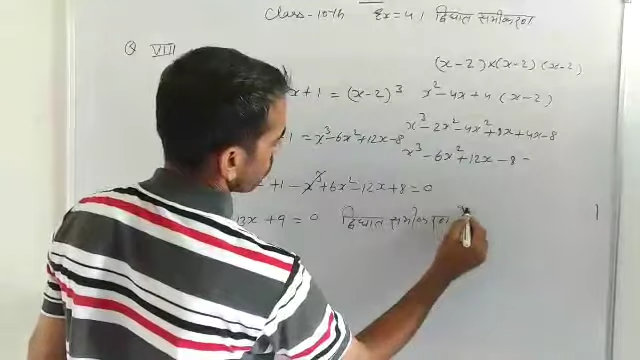 Class-10th Ex=4.1 द्विघात समीकरण
Q VII
(x-2)x(x-2)(x-2)
x+1=(x-2)³ x²-4x+4(x-2)
1=x³-6x²+12x-8 x³-2x²-4x²+8x+4x-8
x³-6x²+12x-8-
+1-x³+6x²-12x+8=0
13x+9=0 द्विघात समीकरण